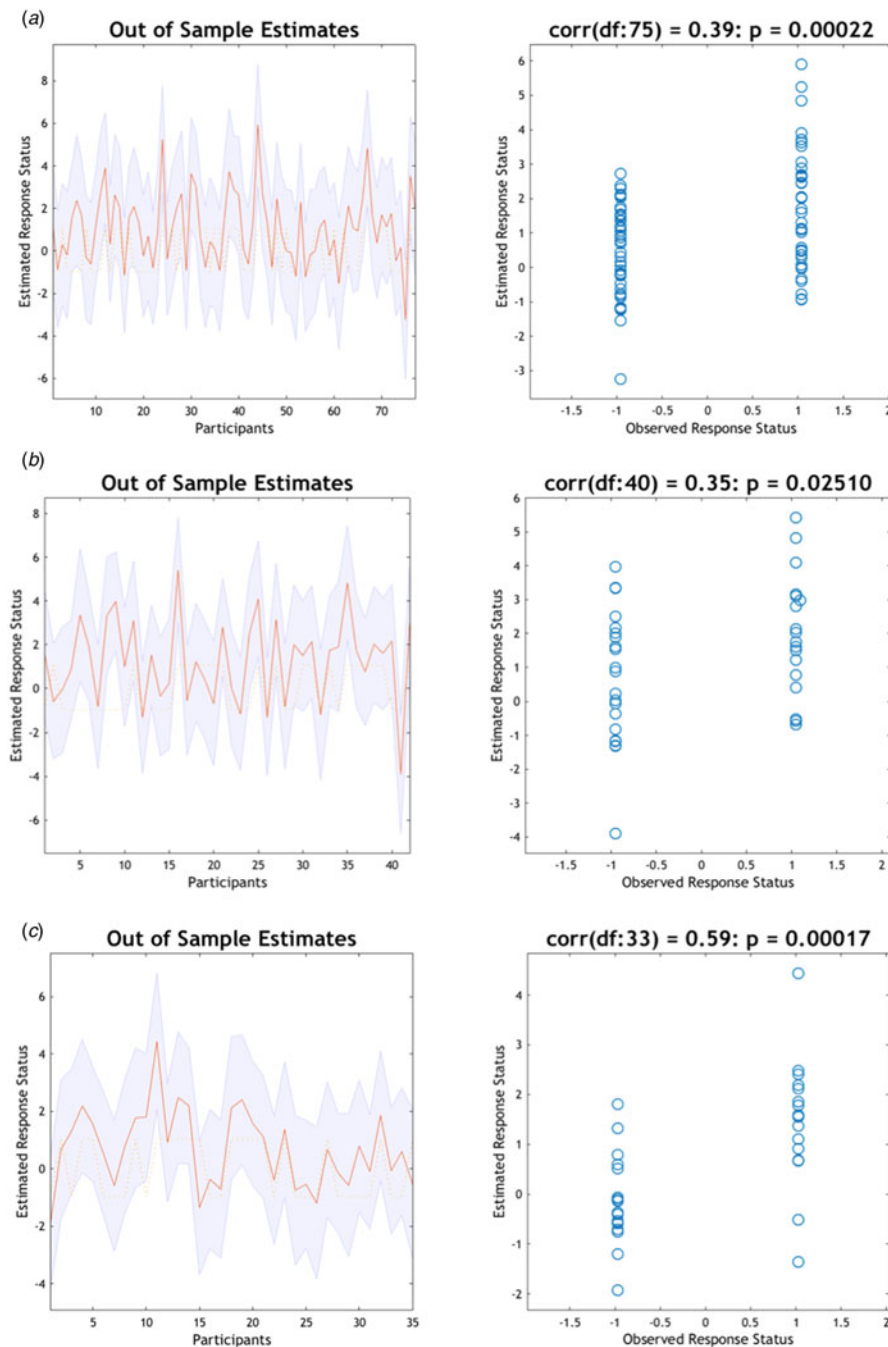 (a)
Out of Sample Estimates
Estimated Response Status
8
6
4
2
0
-2
-4
-6
10 20 30 40 50 60 70
Participants
corr(df:75) = 0.39: p = 0.00022
Estimated Response Status
6
5
4
3
2
1
0
-1
-2
-3
-1.5 -1 -0.5 0 0.5 1 1.5 2
Observed Response Status
(b)
Out of Sample Estimates
Estimated Response Status
8
6
4
2
0
-2
-4
-6
5 10 15 20 25 30 35 40
Participants
corr(df:40) = 0.35: p = 0.02510
Estimated Response Status
6
5
4
3
2
1
0
-1
-2
-3
-4
-1.5 -1 -0.5 0 0.5 1 1.5 2
Observed Response Status
(c)
Out of Sample Estimates
Estimated Response Status
6
4
2
0
-2
-4
5 10 15 20 25 30 35
Participants
corr(df:33) = 0.59: p = 0.00017
Estimated Response Status
4
3
2
1
0
-1
-2
-1.5 -1 -0.5 0 0.5 1 1.5 2
Observed Response Status